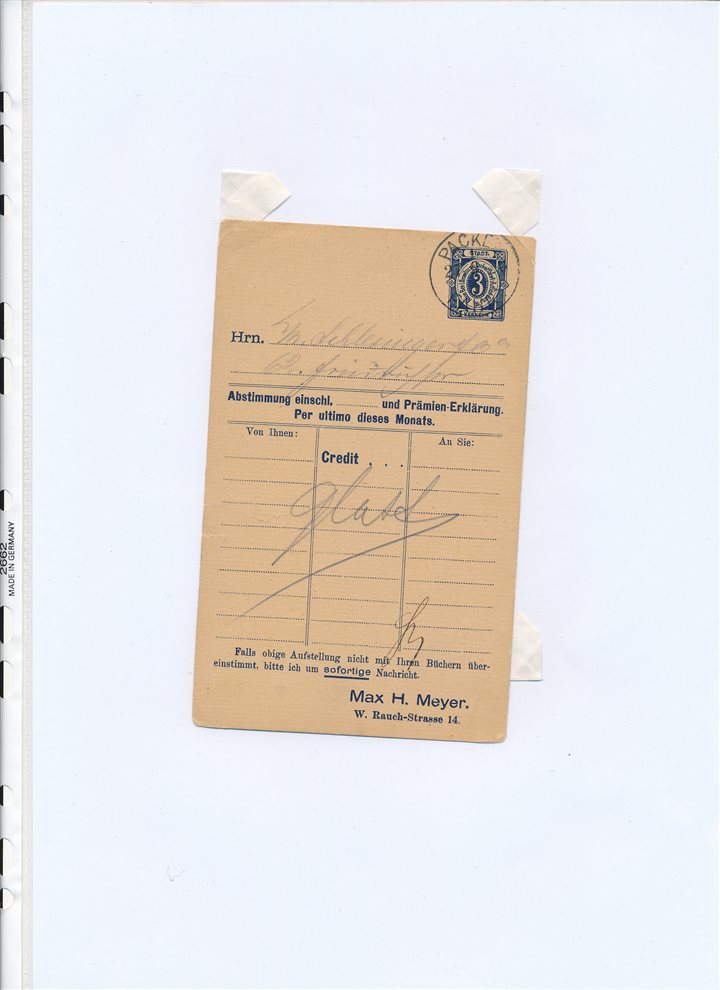 PACKE
STADT-
3
Hrn.
Abstimmung einschl. ............ und Prämien-Erklärung.
Per ultimo dieses Monats.
Von Ihnen:
Credit . . .
An Sie:
glatt
Falls obige Aufstellung nicht mit Ihren Büchern über-
einstimmt, bitte ich um sofortige Nachricht.
Max H. Meyer.
W. Rauch-Strasse 14.
2662
MADE IN GERMANY